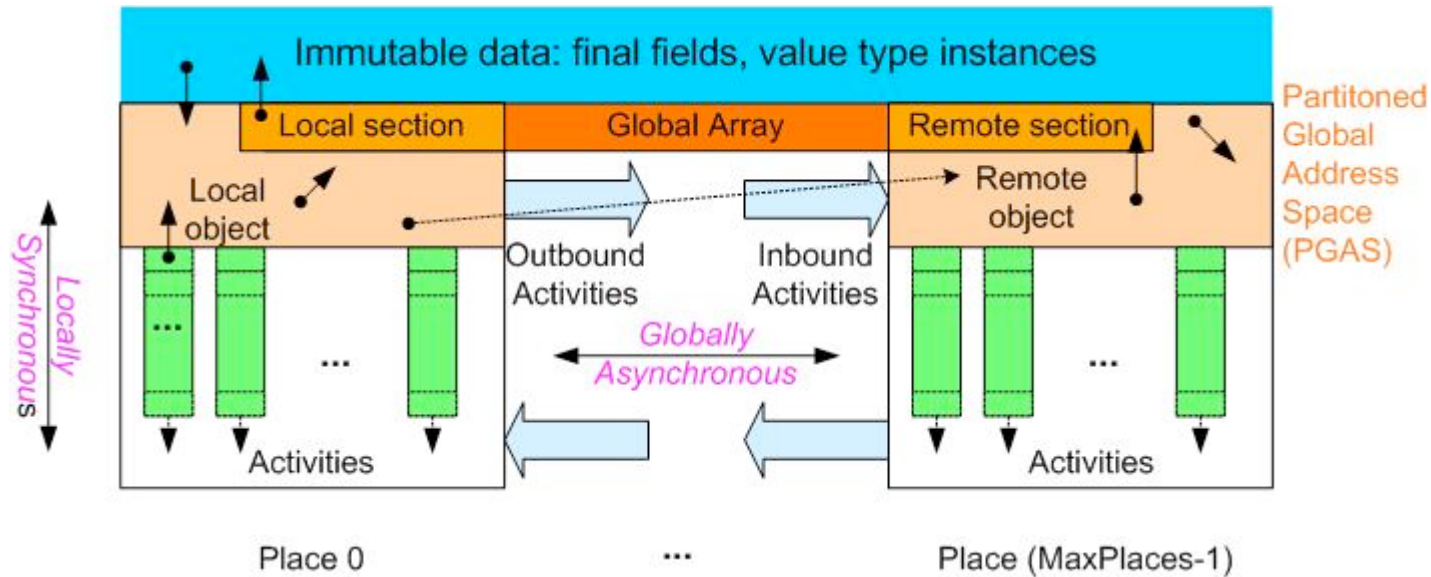 Immutable data: final fields, value type instances
Local section
Global Array
Remote section
Partitoned
Global
Address
Space
(PGAS)
Local
object
Remote
object
Locally
Synchronous
Outbound
Activities
Inbound
Activities
...
...
...
Globally
Asynchronous
Activities
Activities
Place 0
...
Place (MaxPlaces-1)